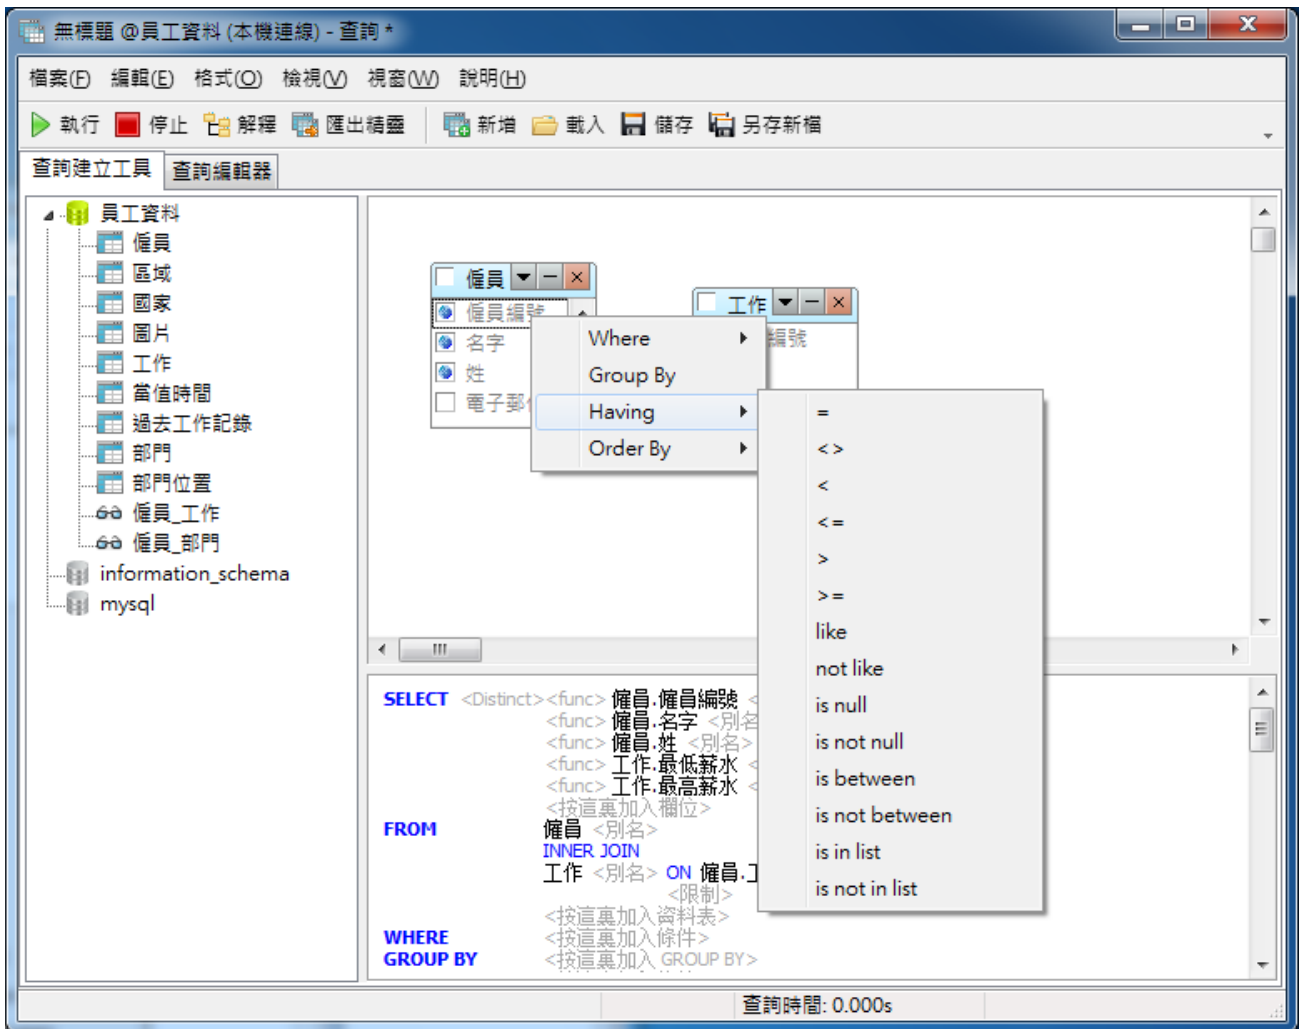 無標題 @員工資料 (本機連線) - 查詢 *
檔案(F) 編輯(E) 格式(O) 檢視(V) 視窗(W) 說明(H)
執行 停止 解釋 匯出精靈 新增 載入 儲存 另存新檔
查詢建立工具 查詢編輯器
員工資料
僱員
區域
國家
圖片
工作
當值時間
過去工作記錄
部門
部門位置
僱員_工作
僱員_部門
information_schema
mysql
僱員
僱員編號
名字
姓
電子郵
工作
編號
Where
Group By
Having
Order By
=
<>
<
<=
>
>=
like
not like
is null
is not null
is between
is not between
is in list
is not in list
SELECT <Distinct><func> 僱員.僱員編號 <
<func> 僱員.名字 <別名
<func> 僱員.姓 <別名>
<func> 工作.最低薪水 <
<func> 工作.最高薪水 <
<按這裏加入欄位>
FROM 僱員 <別名>
INNER JOIN
工作 <別名> ON 僱員.
<限制>
<按這裏加入資料表>
WHERE <按這裏加入條件>
GROUP BY <按這裏加入 GROUP BY>
查詢時間: 0.000s